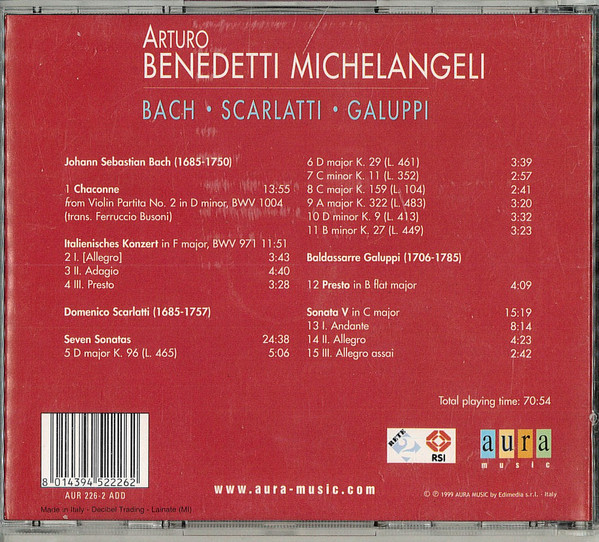 ARTURO
BENEDETTI MICHELANGELI
BACH • SCARLATTI • GALUPPI
Johann Sebastian Bach (1685-1750)
1 Chaconne 13:55
from Violin Partita No. 2 in D minor, BWV 1004
(trans. Ferruccio Busoni)
Italienisches Konzert in F major, BWV 971 11:51
2 I. [Allegro] 3:43
3 II. Adagio 4:40
4 III. Presto 3:28
Domenico Scarlatti (1685-1757)
Seven Sonatas 24:38
5 D major K. 96 (L. 465) 5:06
6 D major K. 29 (L. 461) 3:39
7 C minor K. 11 (L. 352) 2:57
8 C major K. 159 (L. 104) 2:41
9 A major K. 322 (L. 483) 3:20
10 D minor K. 9 (L. 413) 3:32
11 B minor K. 27 (L. 449) 3:23
Baldassarre Galuppi (1706-1785)
12 Presto in B flat major 4:09
Sonata V in C major 15:19
13 I. Andante 8:14
14 II. Allegro 4:23
15 III. Allegro assai 2:42
Total playing time: 70:54
8 014394 522262
AUR 226-2 ADD
RETE 2
RSI
aura
music
www.aura-music.com
© ℗ 1999 AURA MUSIC by Edimedia s.r.l. - Italy
Made in Italy - Decibel Trading - Lainate (MI)